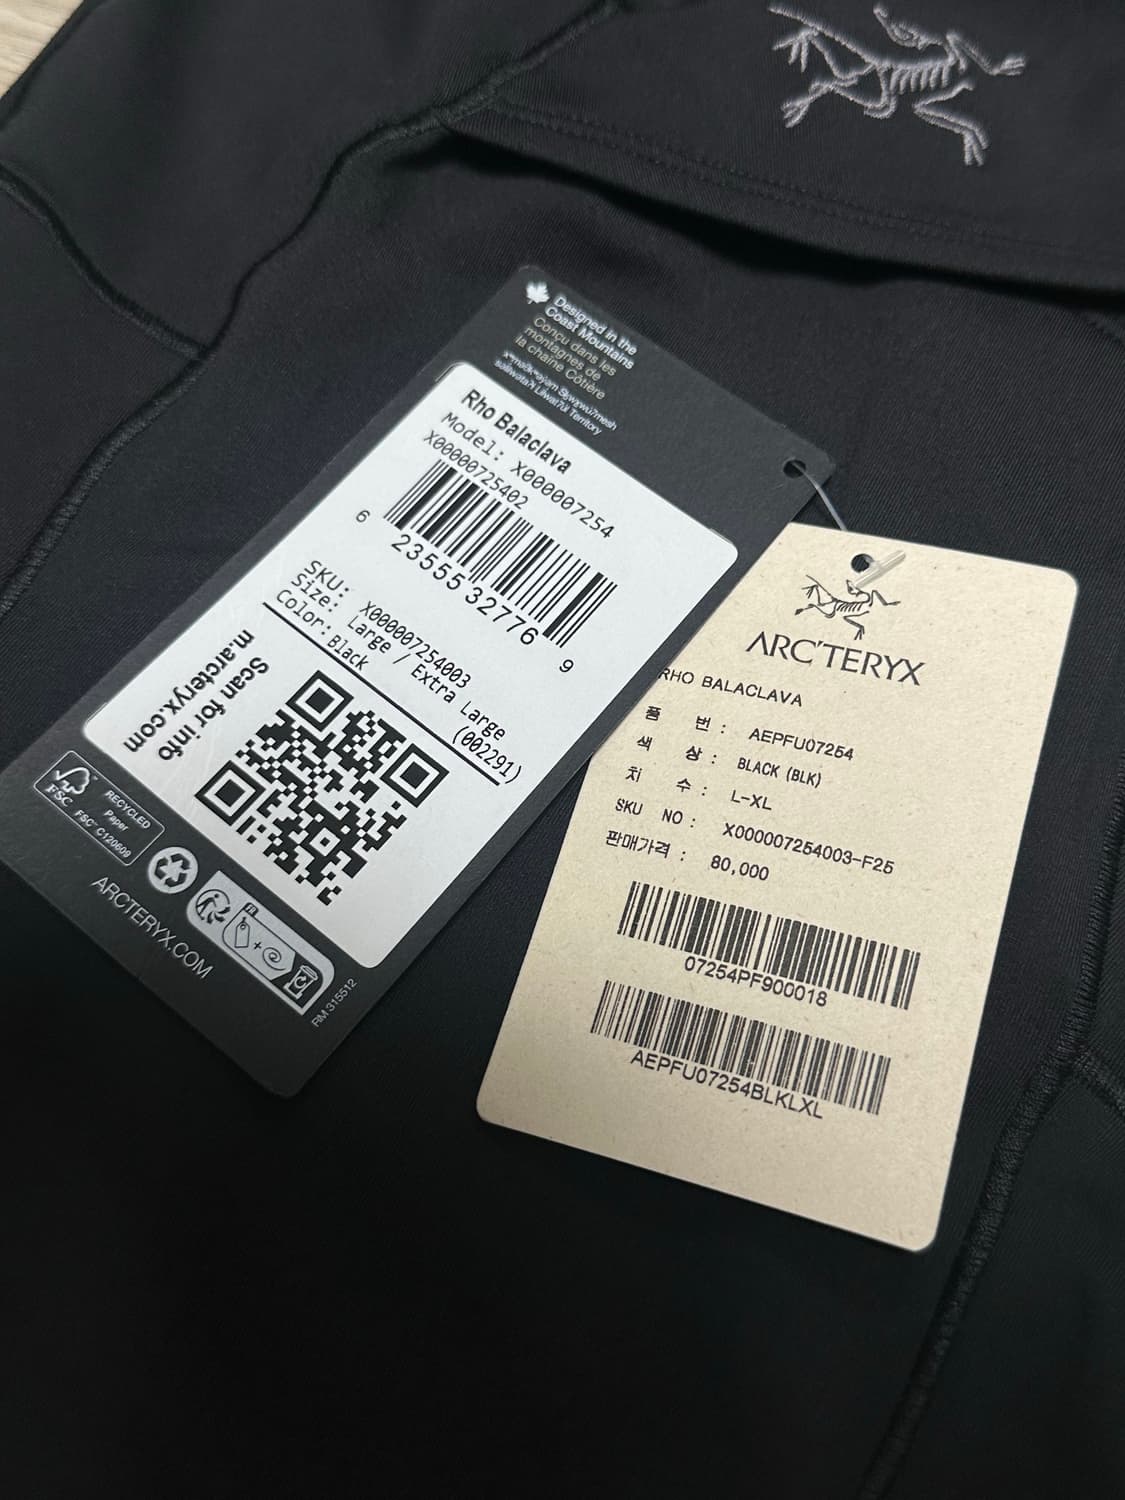 Designed in the
Coast Mountains
Conçu dans les
montagnes de
la chaîne Côtière
Rho Balaclava
Model: X000007254
X00000725402
6 23555 32776 9
SKU: X000007254003
Size: Large / Extra Large
Color: Black (002291)
Scan for info
m.arcteryx.com
FSC
RECYCLED
Paper
FSC™ C120609
ARCTERYX.COM
FR
RM 315512
ARC'TERYX
RHO BALACLAVA
품 번 : AEPFU07254
색 상 : BLACK (BLK)
치 수 : L-XL
SKU NO : X000007254003-F25
판매가격 : 80,000
07254PF900018
AEPFU07254BLKLXL